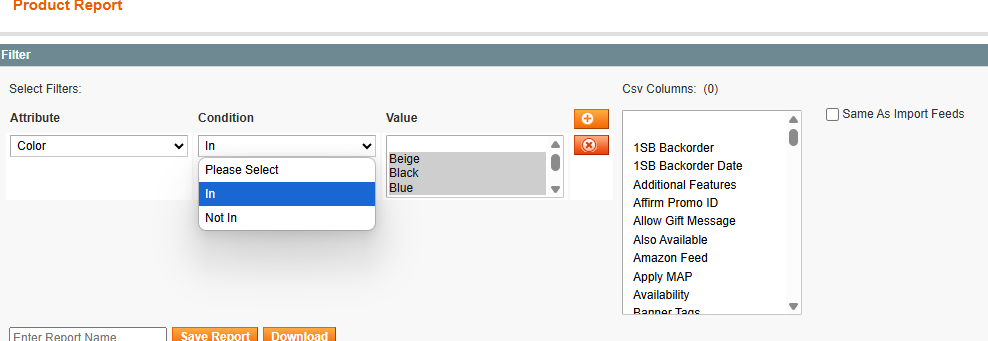 Product Report
Filter
Select Filters:
Csv Columns: (0)
Attribute Condition Value
Same As Import Feeds
Color In
Please Select
In
Not In
Beige
Black
Blue
1SB Backorder
1SB Backorder Date
Additional Features
Affirm Promo ID
Allow Gift Message
Also Available
Amazon Feed
Apply MAP
Availability
Banner Tags
Enter Report Name Save Report Download